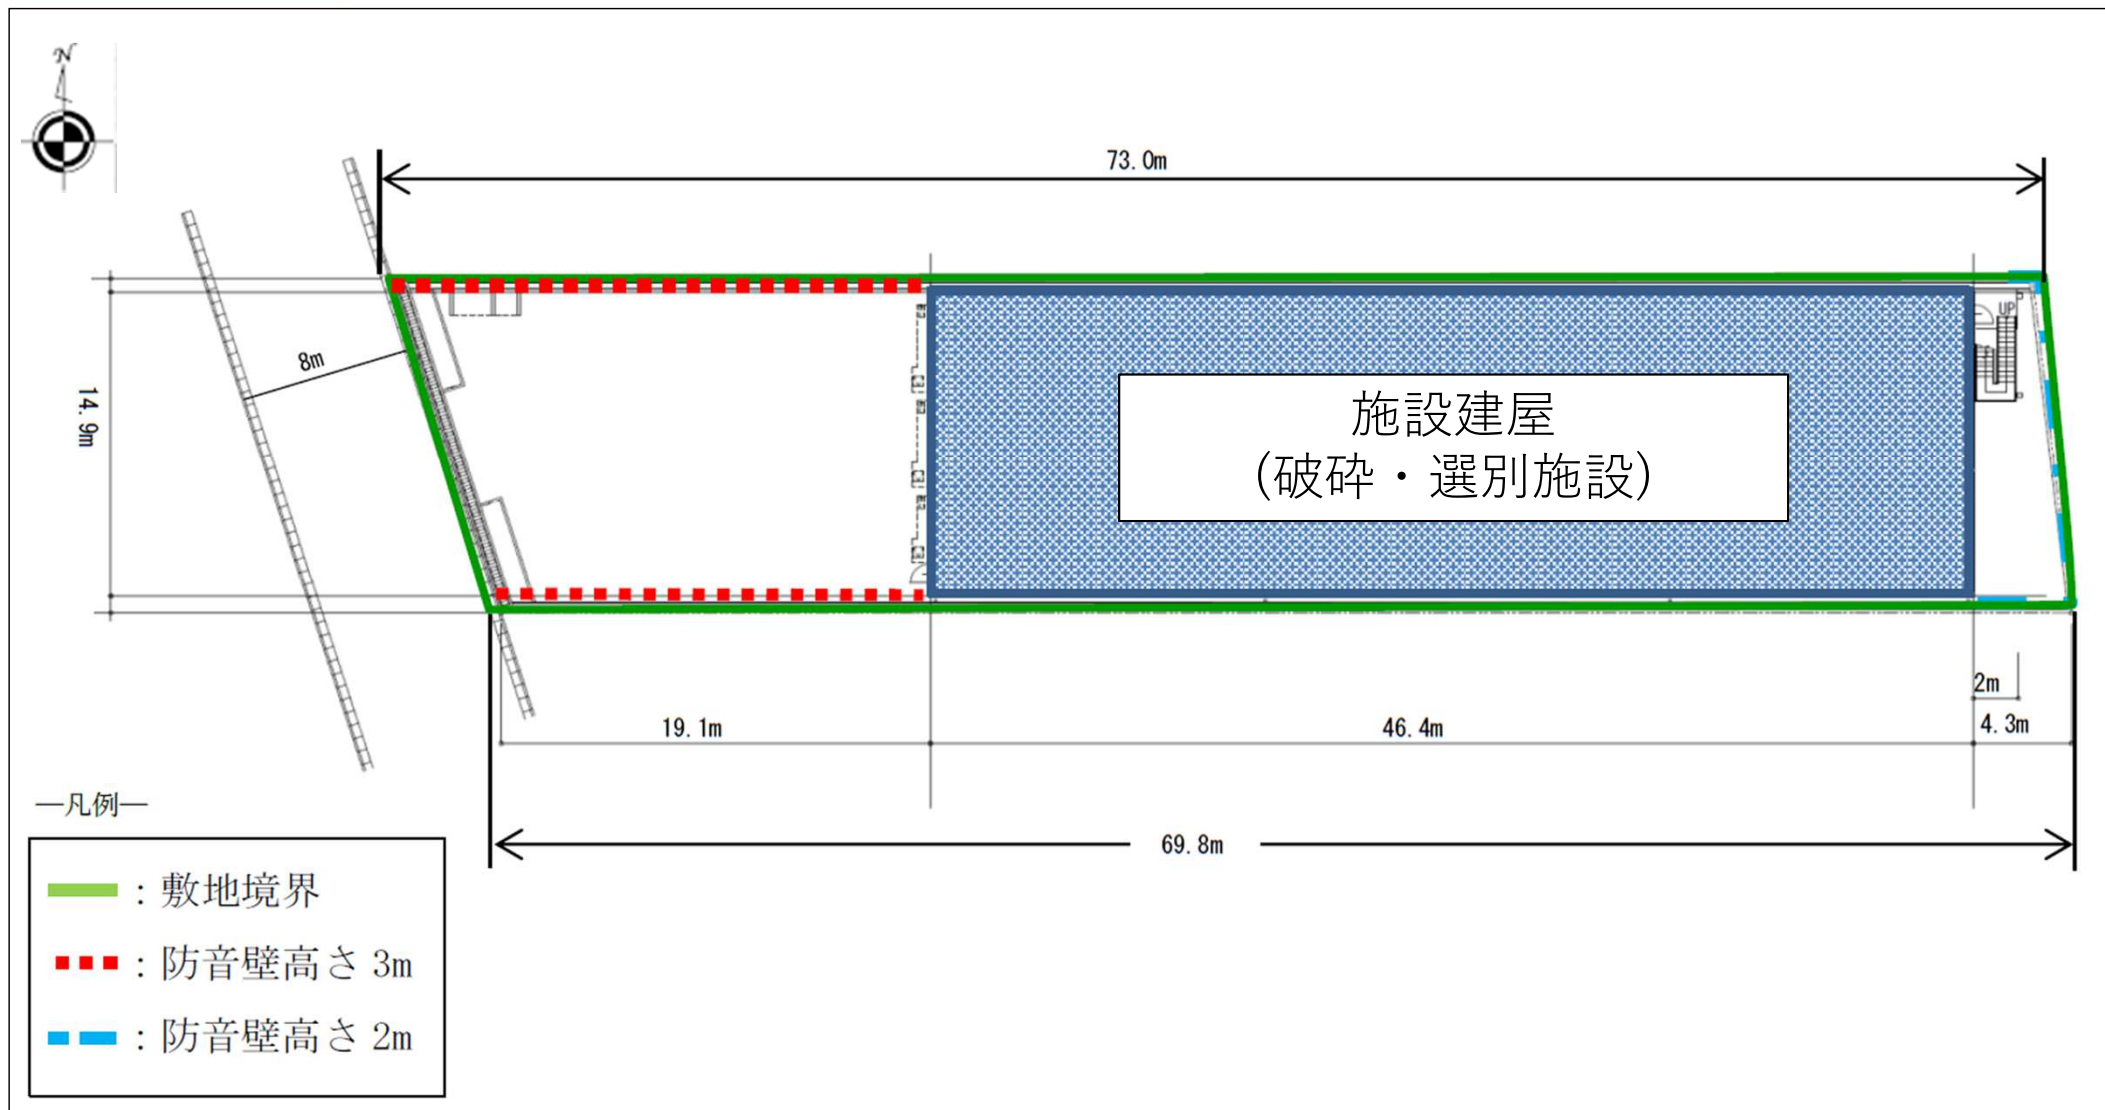 N
73.0m
8m
14.9m
UP
施設建屋
(破砕・選別施設)
2m
19.1m
46.4m
4.3m
69.8m
―凡例―
：敷地境界
：防音壁高さ 3m
：防音壁高さ 2m